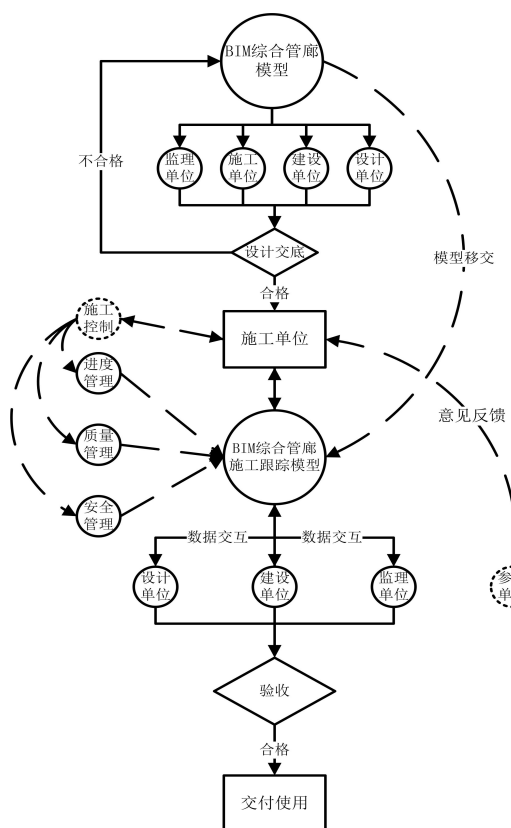 BIM综合管廊
模型
不合格
监理
单位
施工
单位
建设
单位
设计
单位
设计交底
模型移交
合格
施工
控制
施工单位
进度
管理
意见反馈
质量
管理
BIM综合管廊
施工跟踪模型
安全
管理
数据交互
数据交互
设计
单位
建设
单位
监理
单位
参
单
验收
合格
交付使用